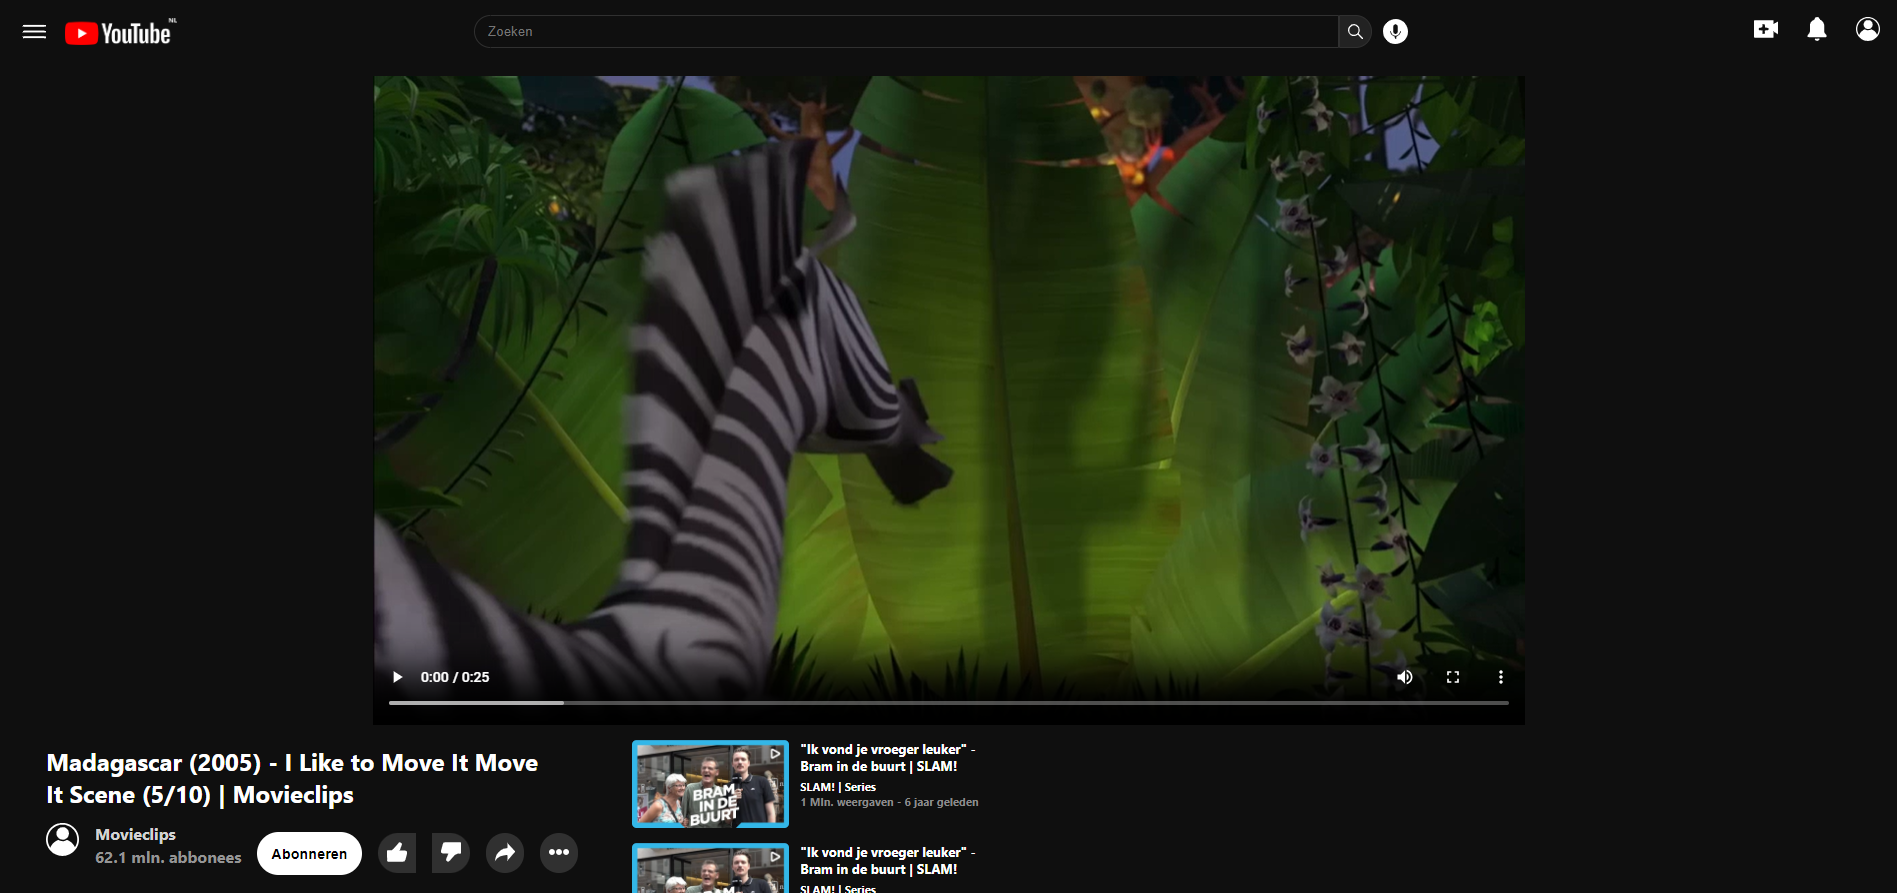 YouTube NL
Zoeken
0:00 / 0:25
Madagascar (2005) - I Like to Move It Move
It Scene (5/10) | Movieclips
Movieclips
62.1 mln. abbonees
Abonneren
BRAM
IN DE
BUURT
"Ik vond je vroeger leuker" -
Bram in de buurt | SLAM!
SLAM! | Series
1 Mln. weergaven - 6 jaar geleden
"Ik vond je vroeger leuker" -
Bram in de buurt | SLAM!
SLAM! | Series